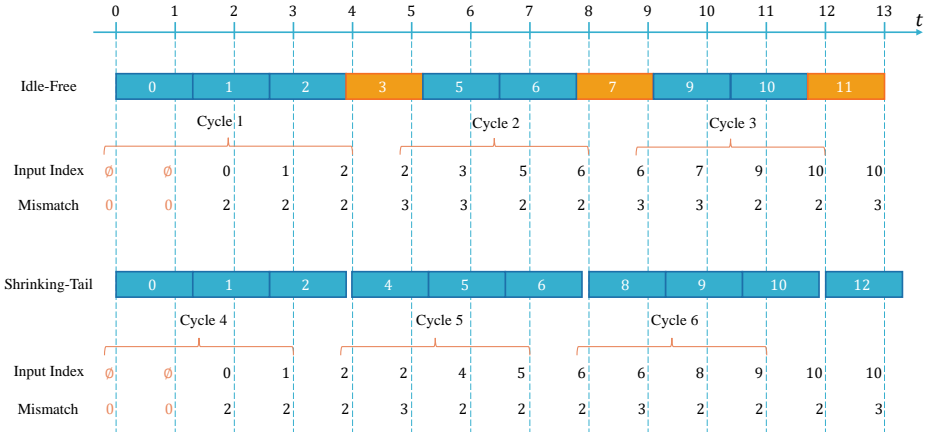 0 1 2 3 4 5 6 7 8 9 10 11 12 13
t
Idle-Free 0 1 2 3 5 6 7 9 10 11
Cycle 1 Cycle 2 Cycle 3
Input Index ∅ ∅ 0 1 2 2 3 5 6 6 7 9 10 10
Mismatch 0 0 2 2 2 3 3 2 2 3 3 2 2 3
Shrinking-Tail 0 1 2 4 5 6 8 9 10 12
Cycle 4 Cycle 5 Cycle 6
Input Index ∅ ∅ 0 1 2 2 4 5 6 6 8 9 10 10
Mismatch 0 0 2 2 2 3 2 2 2 3 2 2 2 3